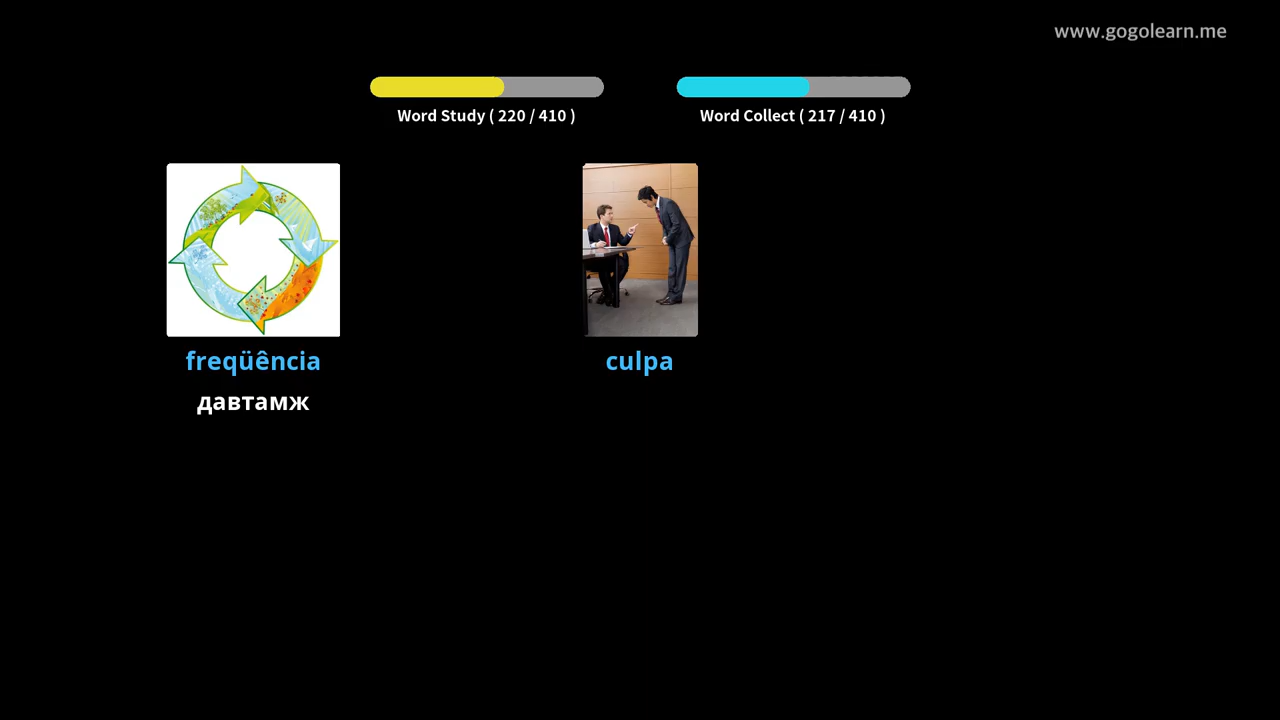 www.gogolearn.me
Word Study ( 220 / 410 )
Word Collect ( 217 / 410 )
freqüência
culpa
давтамж